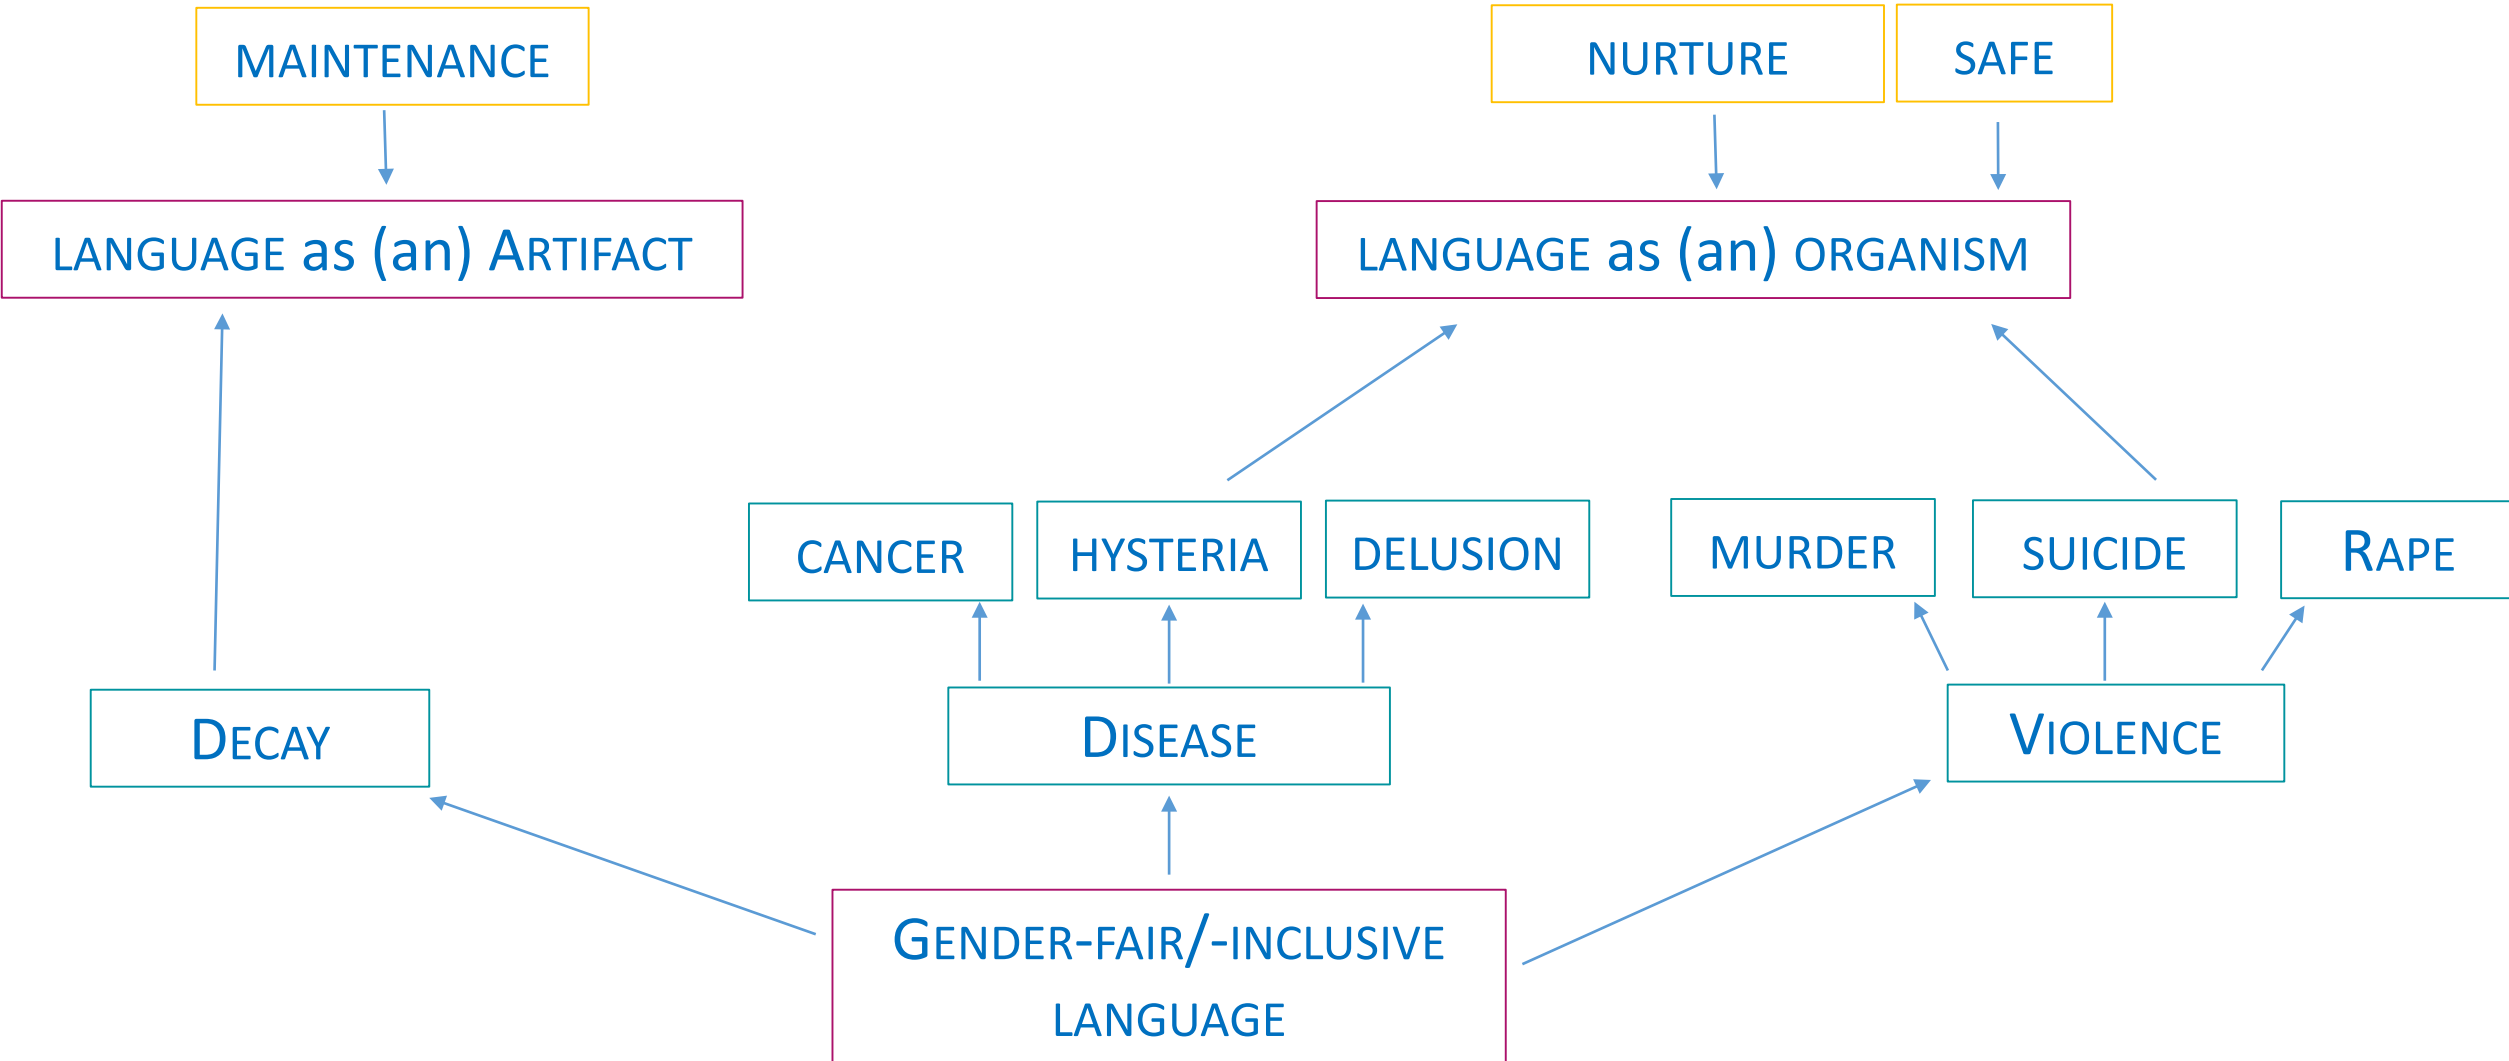 MAINTENANCE
NURTURE
SAFE
LANGUAGE as (an) ARTIFACT
LANGUAGE as (an) ORGANISM
CANCER
HYSTERIA
DELUSION
MURDER
SUICIDE
RAPE
DECAY
DISEASE
VIOLENCE
GENDER-FAIR/-INCLUSIVE
LANGUAGE